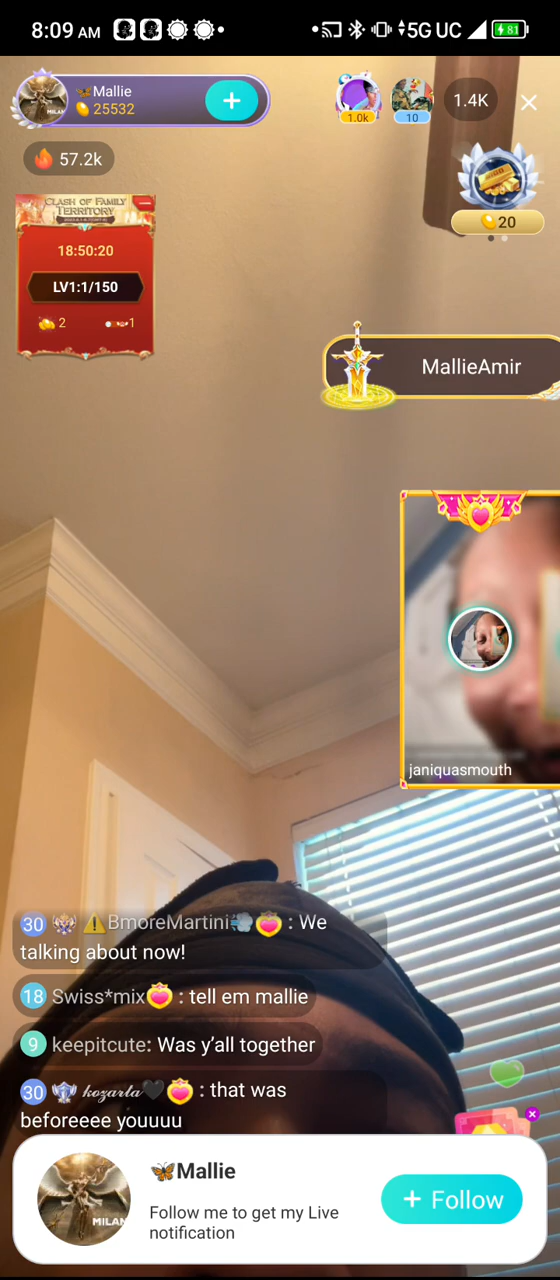 8:09 AM
5G UC
81
🦋Mallie
25532
1.0k
10
1.4K
57.2k
20
CLASH OF FAMILY
TERRITORY
18:50:20
LV1:1/150
2
1
MallieAmir
janiquasmouth
30 ⚠️BmoreMartini💨 : We
talking about now!
18 Swiss*mix : tell em mallie
9 keepitcute: Was y'all together
30 𝓀𝑜𝓏𝒶𝓇𝓉𝒶🖤 : that was
beforeeee youuuu
🦋Mallie
Follow me to get my Live
notification
MILAN
+ Follow